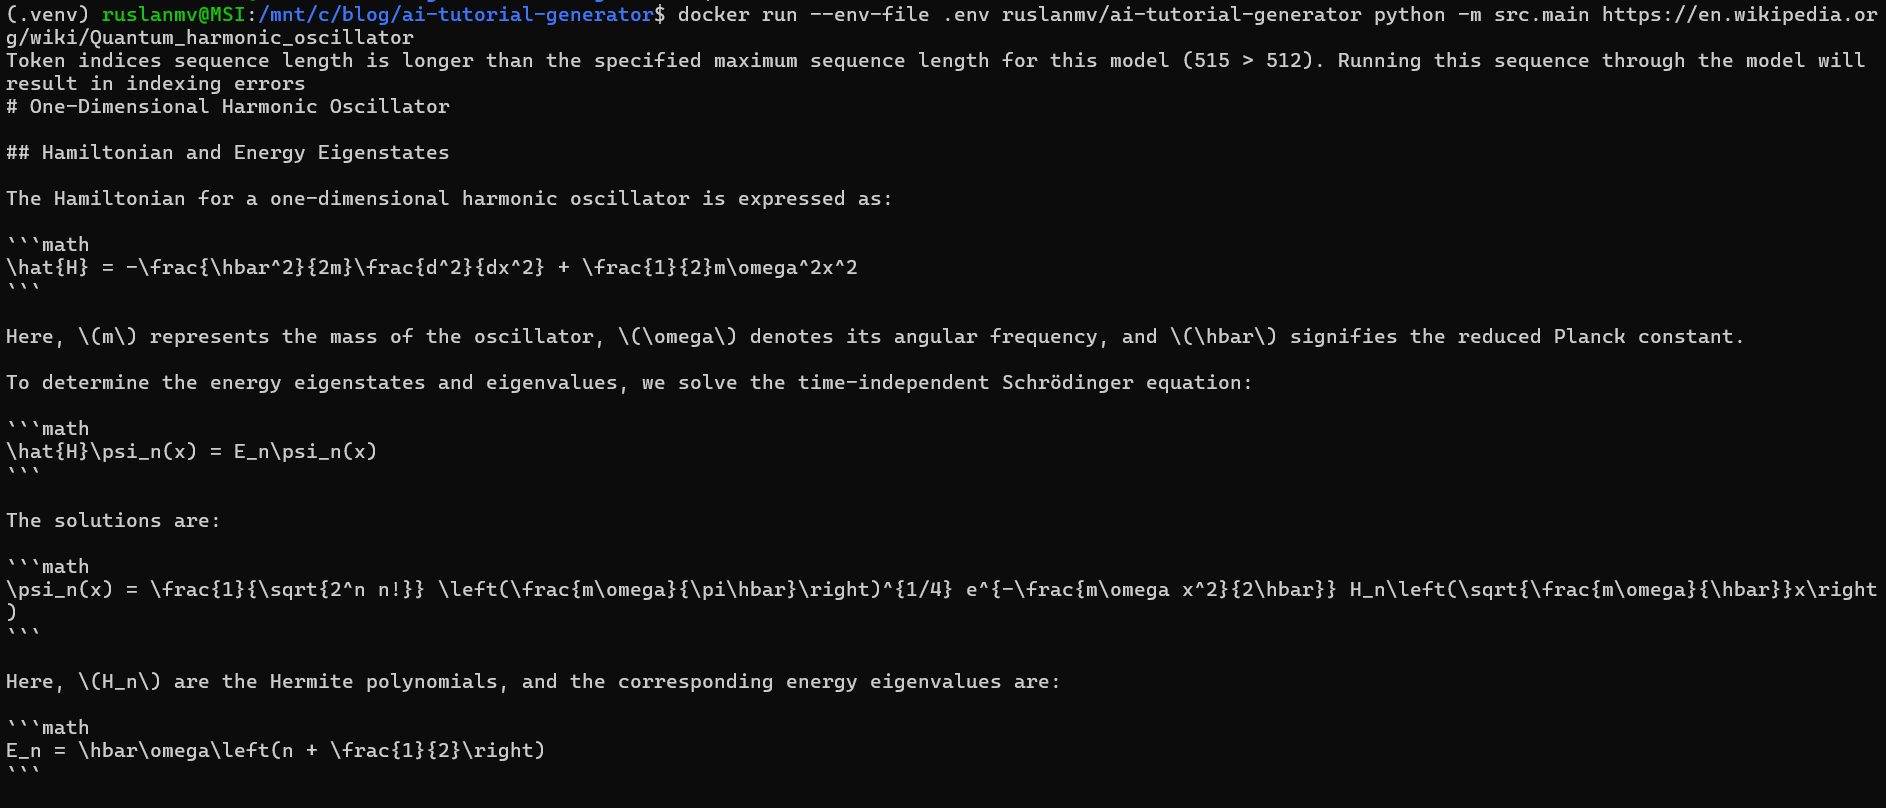 (.venv) ruslanmv@MSI:/mnt/c/blog/ai-tutorial-generator$ docker run --env-file .env ruslanmv/ai-tutorial-generator python -m src.main https://en.wikipedia.or
g/wiki/Quantum_harmonic_oscillator
Token indices sequence length is longer than the specified maximum sequence length for this model (515 > 512). Running this sequence through the model will
result in indexing errors
# One-Dimensional Harmonic Oscillator

## Hamiltonian and Energy Eigenstates

The Hamiltonian for a one-dimensional harmonic oscillator is expressed as:

```math
\hat{H} = -\frac{\hbar^2}{2m}\frac{d^2}{dx^2} + \frac{1}{2}m\omega^2x^2
```

Here, \(m\) represents the mass of the oscillator, \(\omega\) denotes its angular frequency, and \(\hbar\) signifies the reduced Planck constant.

To determine the energy eigenstates and eigenvalues, we solve the time-independent Schrödinger equation:

```math
\hat{H}\psi_n(x) = E_n\psi_n(x)
```

The solutions are:

```math
\psi_n(x) = \frac{1}{\sqrt{2^n n!}} \left(\frac{m\omega}{\pi\hbar}\right)^{1/4} e^{-\frac{m\omega x^2}{2\hbar}} H_n\left(\sqrt{\frac{m\omega}{\hbar}}x\right
)
```

Here, \(H_n\) are the Hermite polynomials, and the corresponding energy eigenvalues are:

```math
E_n = \hbar\omega\left(n + \frac{1}{2}\right)
```